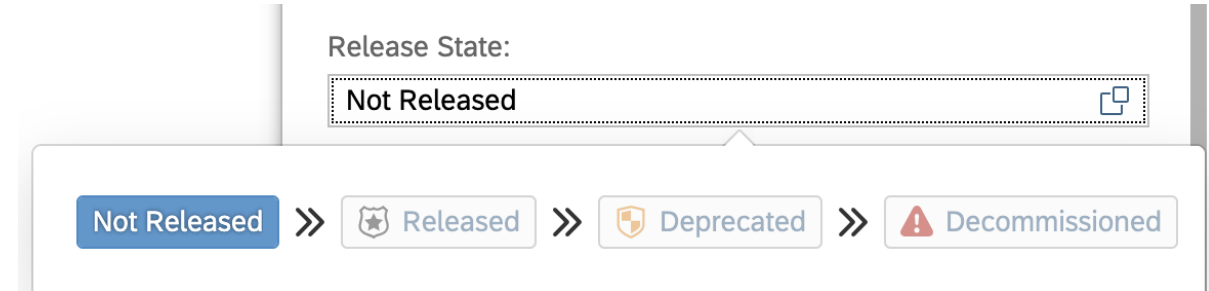 Release State:
Not Released
Not Released Released Deprecated Decommissioned